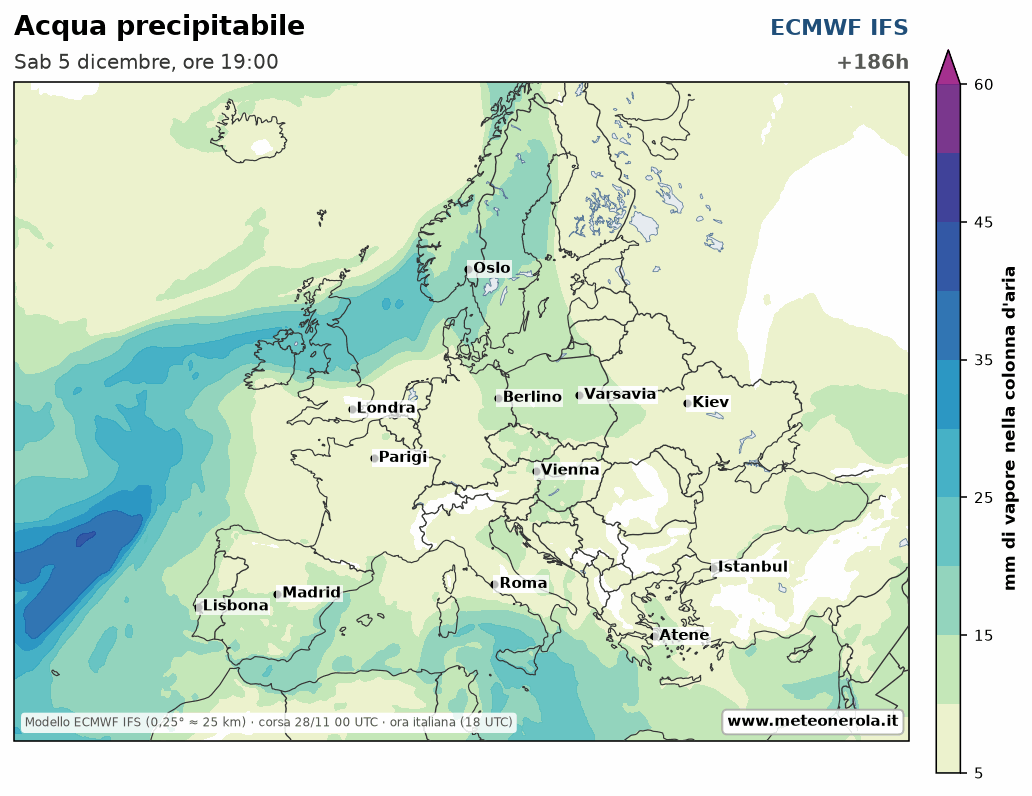 Acqua precipitabile
ECMWF IFS
Sab 5 dicembre, ore 19:00
+186h
60
45
35
25
15
5
mm di vapore nella colonna d'aria
Oslo
Berlino
Varsavia
Kiev
Londra
Parigi
Vienna
Istanbul
Roma
Madrid
Lisbona
Atene
Modello ECMWF IFS (0,25° ≈ 25 km) · corsa 28/11 00 UTC · ora italiana (18 UTC)
www.meteonerola.it